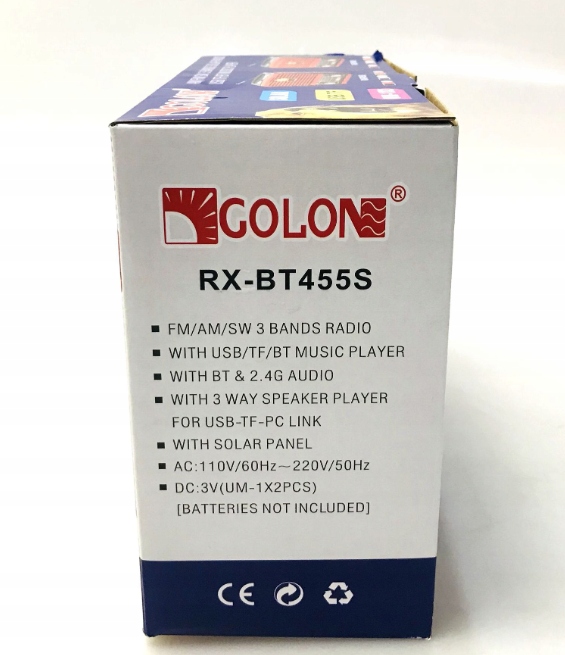 GOLON®
RX-BT455S
■ FM/AM/SW 3 BANDS RADIO
■ WITH USB/TF/BT MUSIC PLAYER
■ WITH BT & 2.4G AUDIO
■ WITH 3 WAY SPEAKER PLAYER
FOR USB-TF-PC LINK
■ WITH SOLAR PANEL
■ AC:110V/60Hz~220V/50Hz
■ DC:3V(UM-1X2PCS)
[BATTERIES NOT INCLUDED]
CE